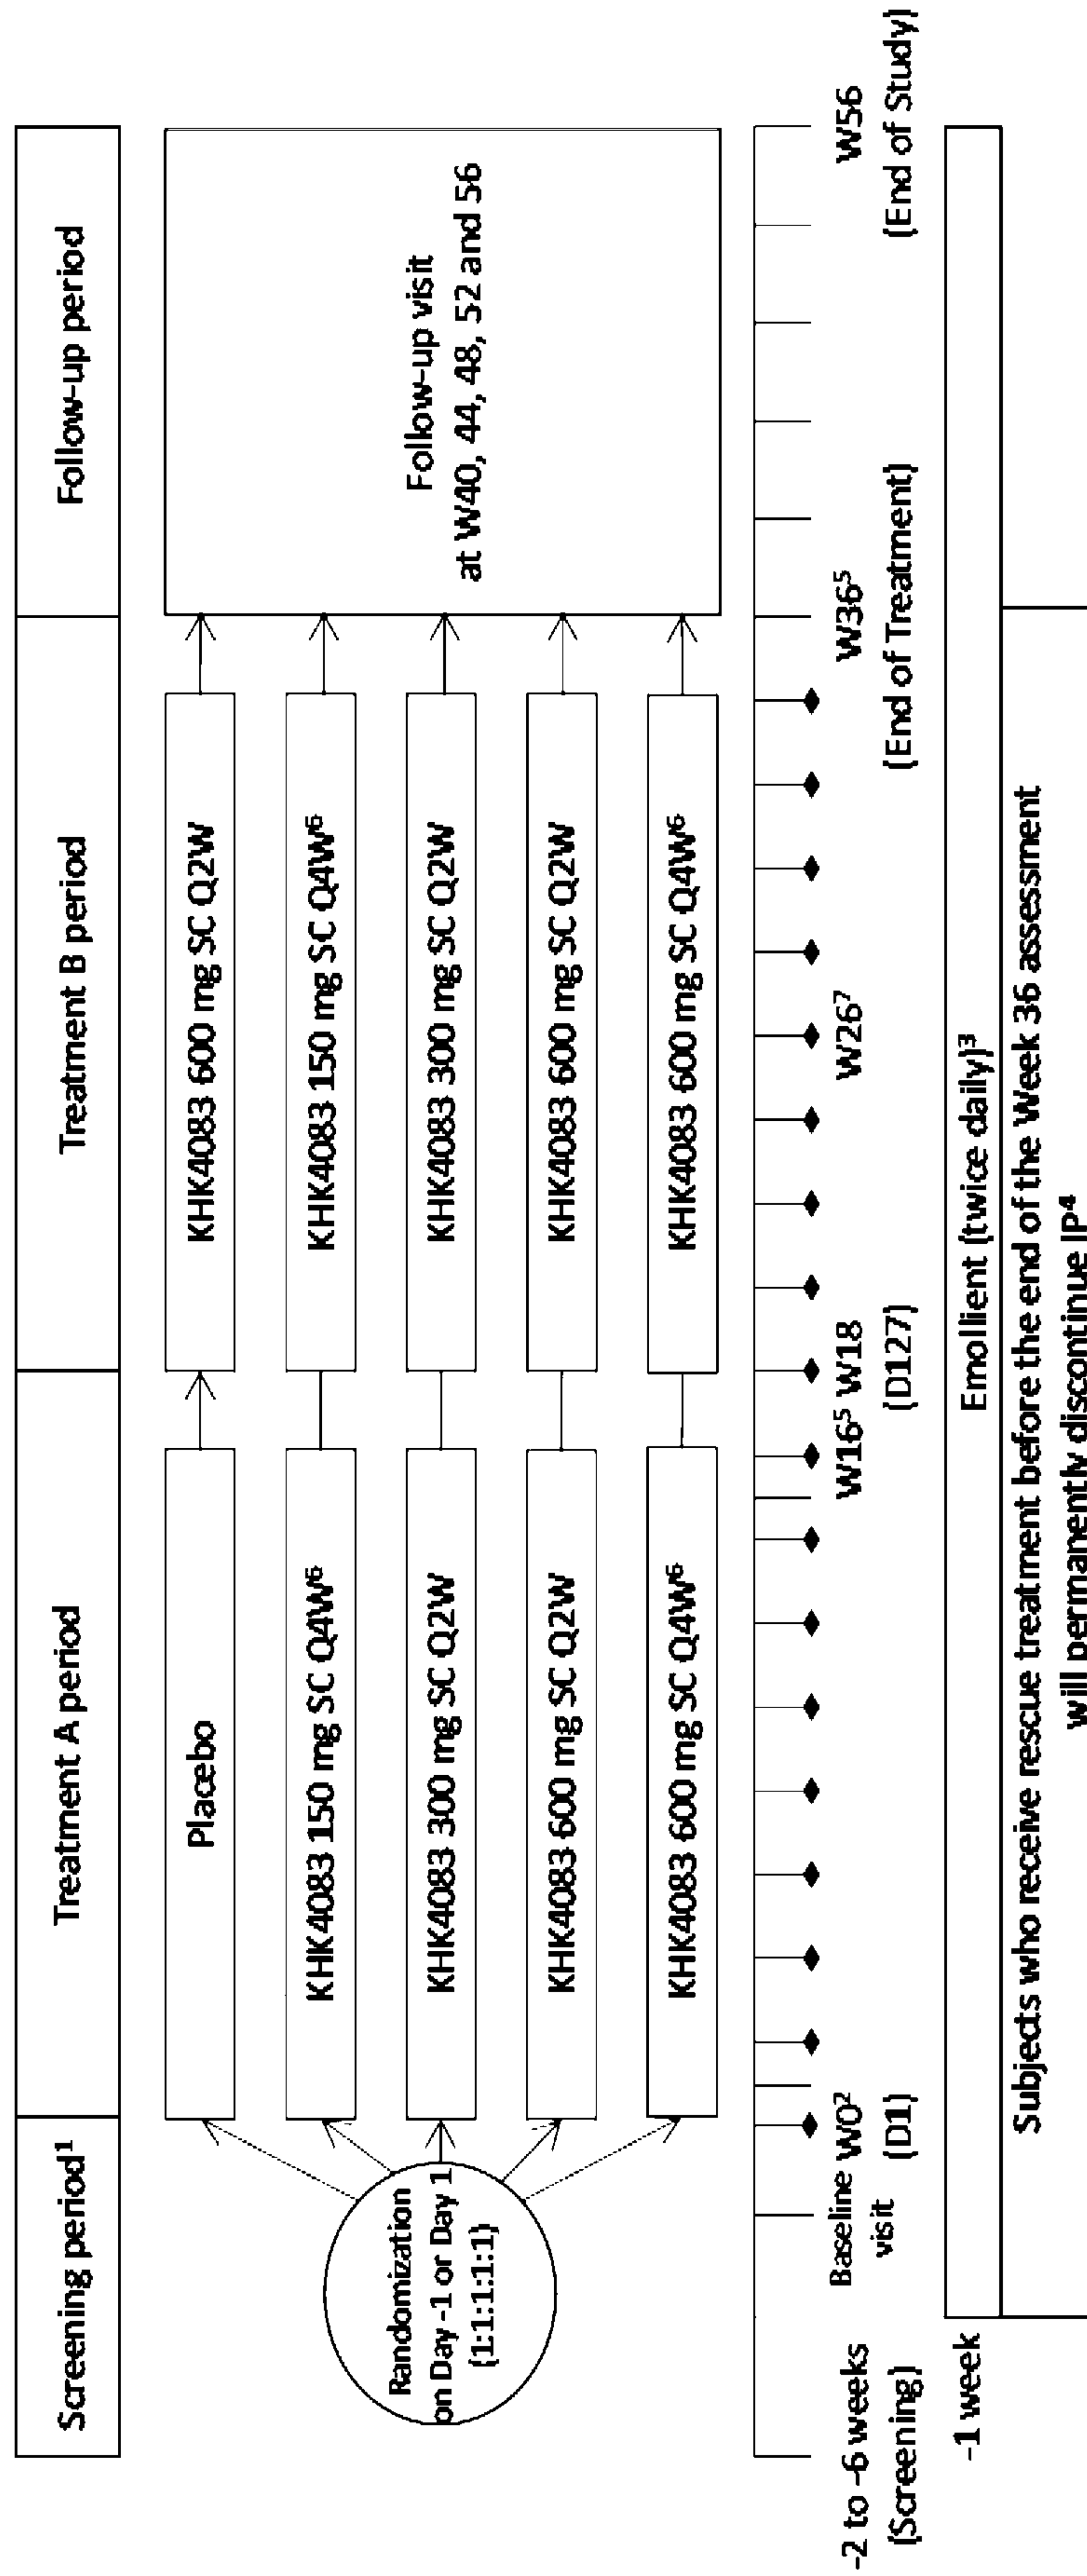 Screening period¹
Treatment A period
Treatment B period
Follow-up period
Randomization
on Day -1 or Day 1
(1:1:1:1:1)
Placebo
KHK4083 600 mg SC Q2W
KHK4083 150 mg SC Q4W⁶
KHK4083 150 mg SC Q4W⁶
KHK4083 300 mg SC Q2W
KHK4083 300 mg SC Q2W
KHK4083 600 mg SC Q2W
KHK4083 600 mg SC Q2W
KHK4083 600 mg SC Q4W⁶
KHK4083 600 mg SC Q4W⁶
Follow-up visit
at W40, 44, 48, 52 and 56
-2 to -6 weeks
(Screening)
Baseline
visit
W0²
(D1)
W16⁵
W18
(D127)
W26⁷
W36⁵
(End of Treatment)
W56
(End of Study)
-1 week
Emollient (twice daily)³
Subjects who receive rescue treatment before the end of the Week 36 assessment
will permanently discontinue IP⁴